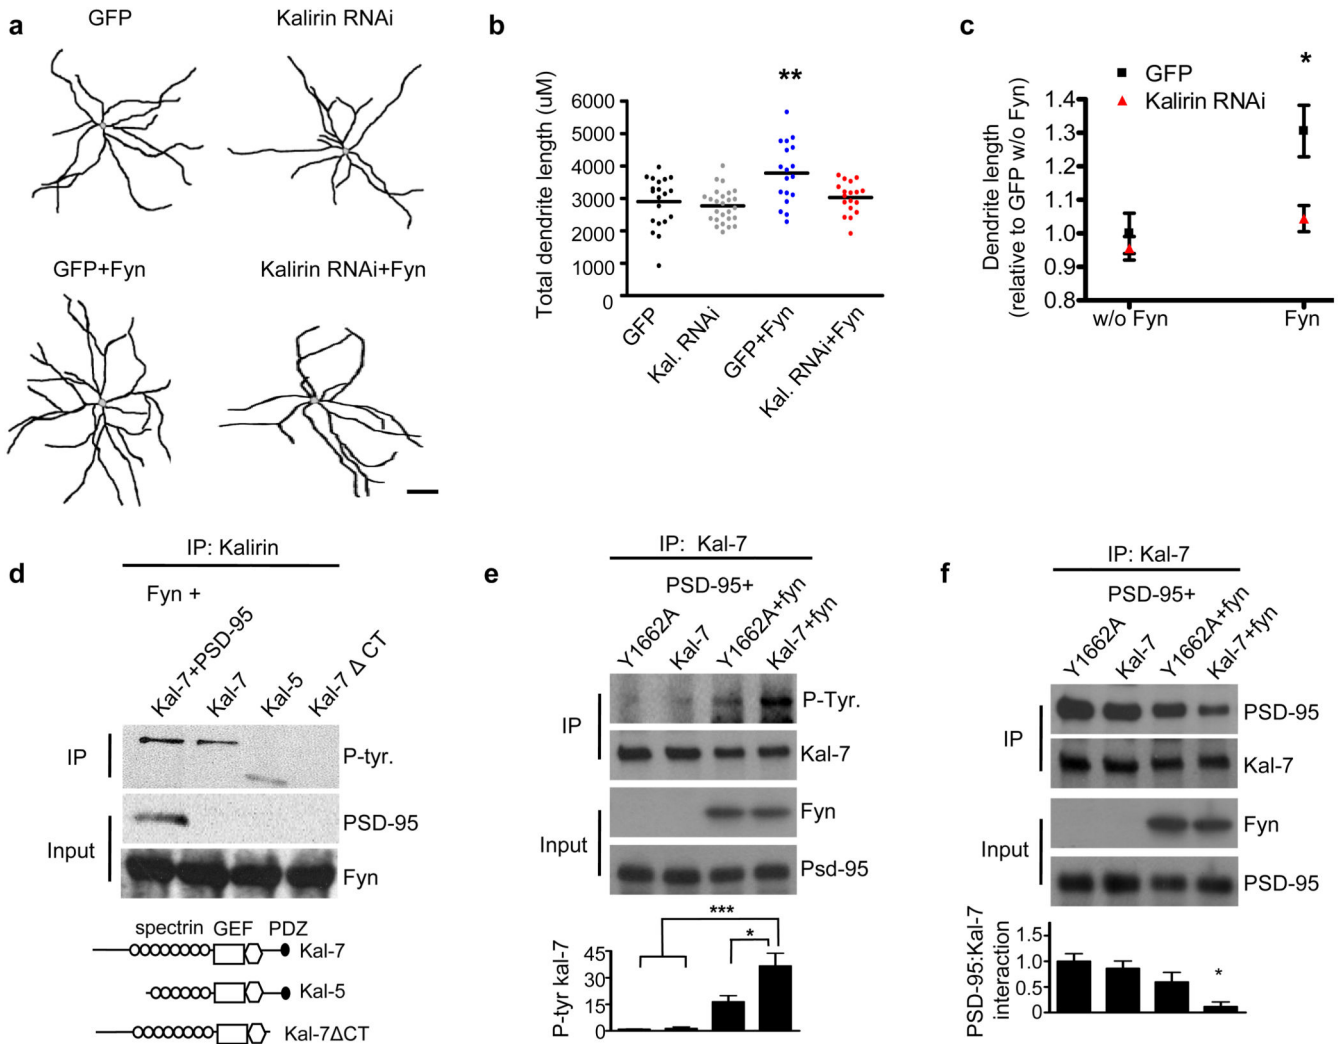 a
GFP
Kalirin RNAi
GFP+Fyn
Kalirin RNAi+Fyn
b
**
Total dendrite length (uM)
6000
5000
4000
3000
2000
1000
0
GFP
Kal. RNAi
GFP+Fyn
Kal. RNAi+Fyn
c
GFP
Kalirin RNAi
*
Dendrite length
(relative to GFP w/o Fyn)
1.4
1.3
1.2
1.1
1.0
0.9
0.8
w/o Fyn
Fyn
d
IP: Kalirin
Fyn +
Kal-7+PSD-95
Kal-7
Kal-5
Kal-7 Δ CT
IP
P-tyr.
Input
PSD-95
Fyn
spectrin GEF PDZ
Kal-7
Kal-5
Kal-7ΔCT
e
IP: Kal-7
PSD-95+
Y1662A
Kal-7
Y1662A+fyn
Kal-7+fyn
IP
P-Tyr.
Kal-7
Input
Fyn
Psd-95
***
*
P-tyr kal-7
45
30
15
0
f
IP: Kal-7
PSD-95+
Y1662A
Kal-7
Y1662A+fyn
Kal-7+fyn
IP
PSD-95
Kal-7
Input
Fyn
PSD-95
PSD-95:Kal-7
interaction
1.5
1.0
0.5
0
*